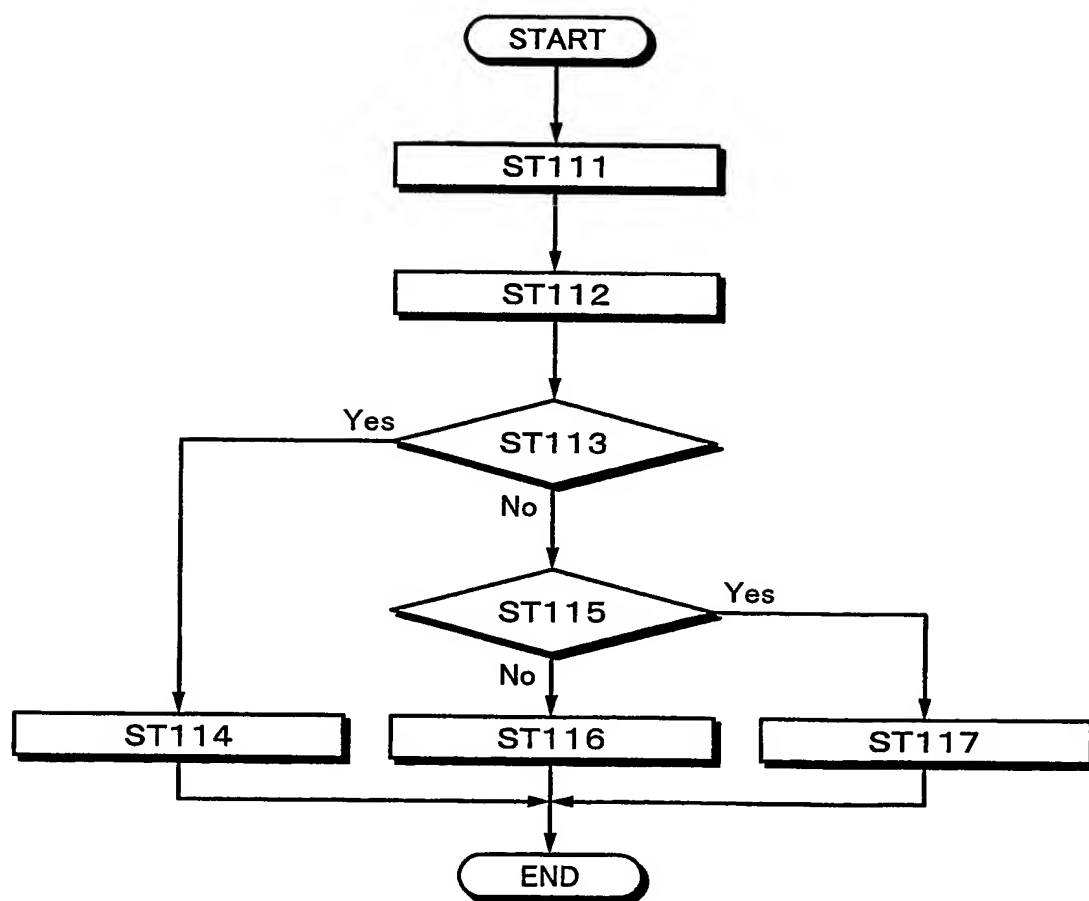 START
ST111
ST112
Yes
ST113
No
ST115
Yes
No
ST114
ST116
ST117
END